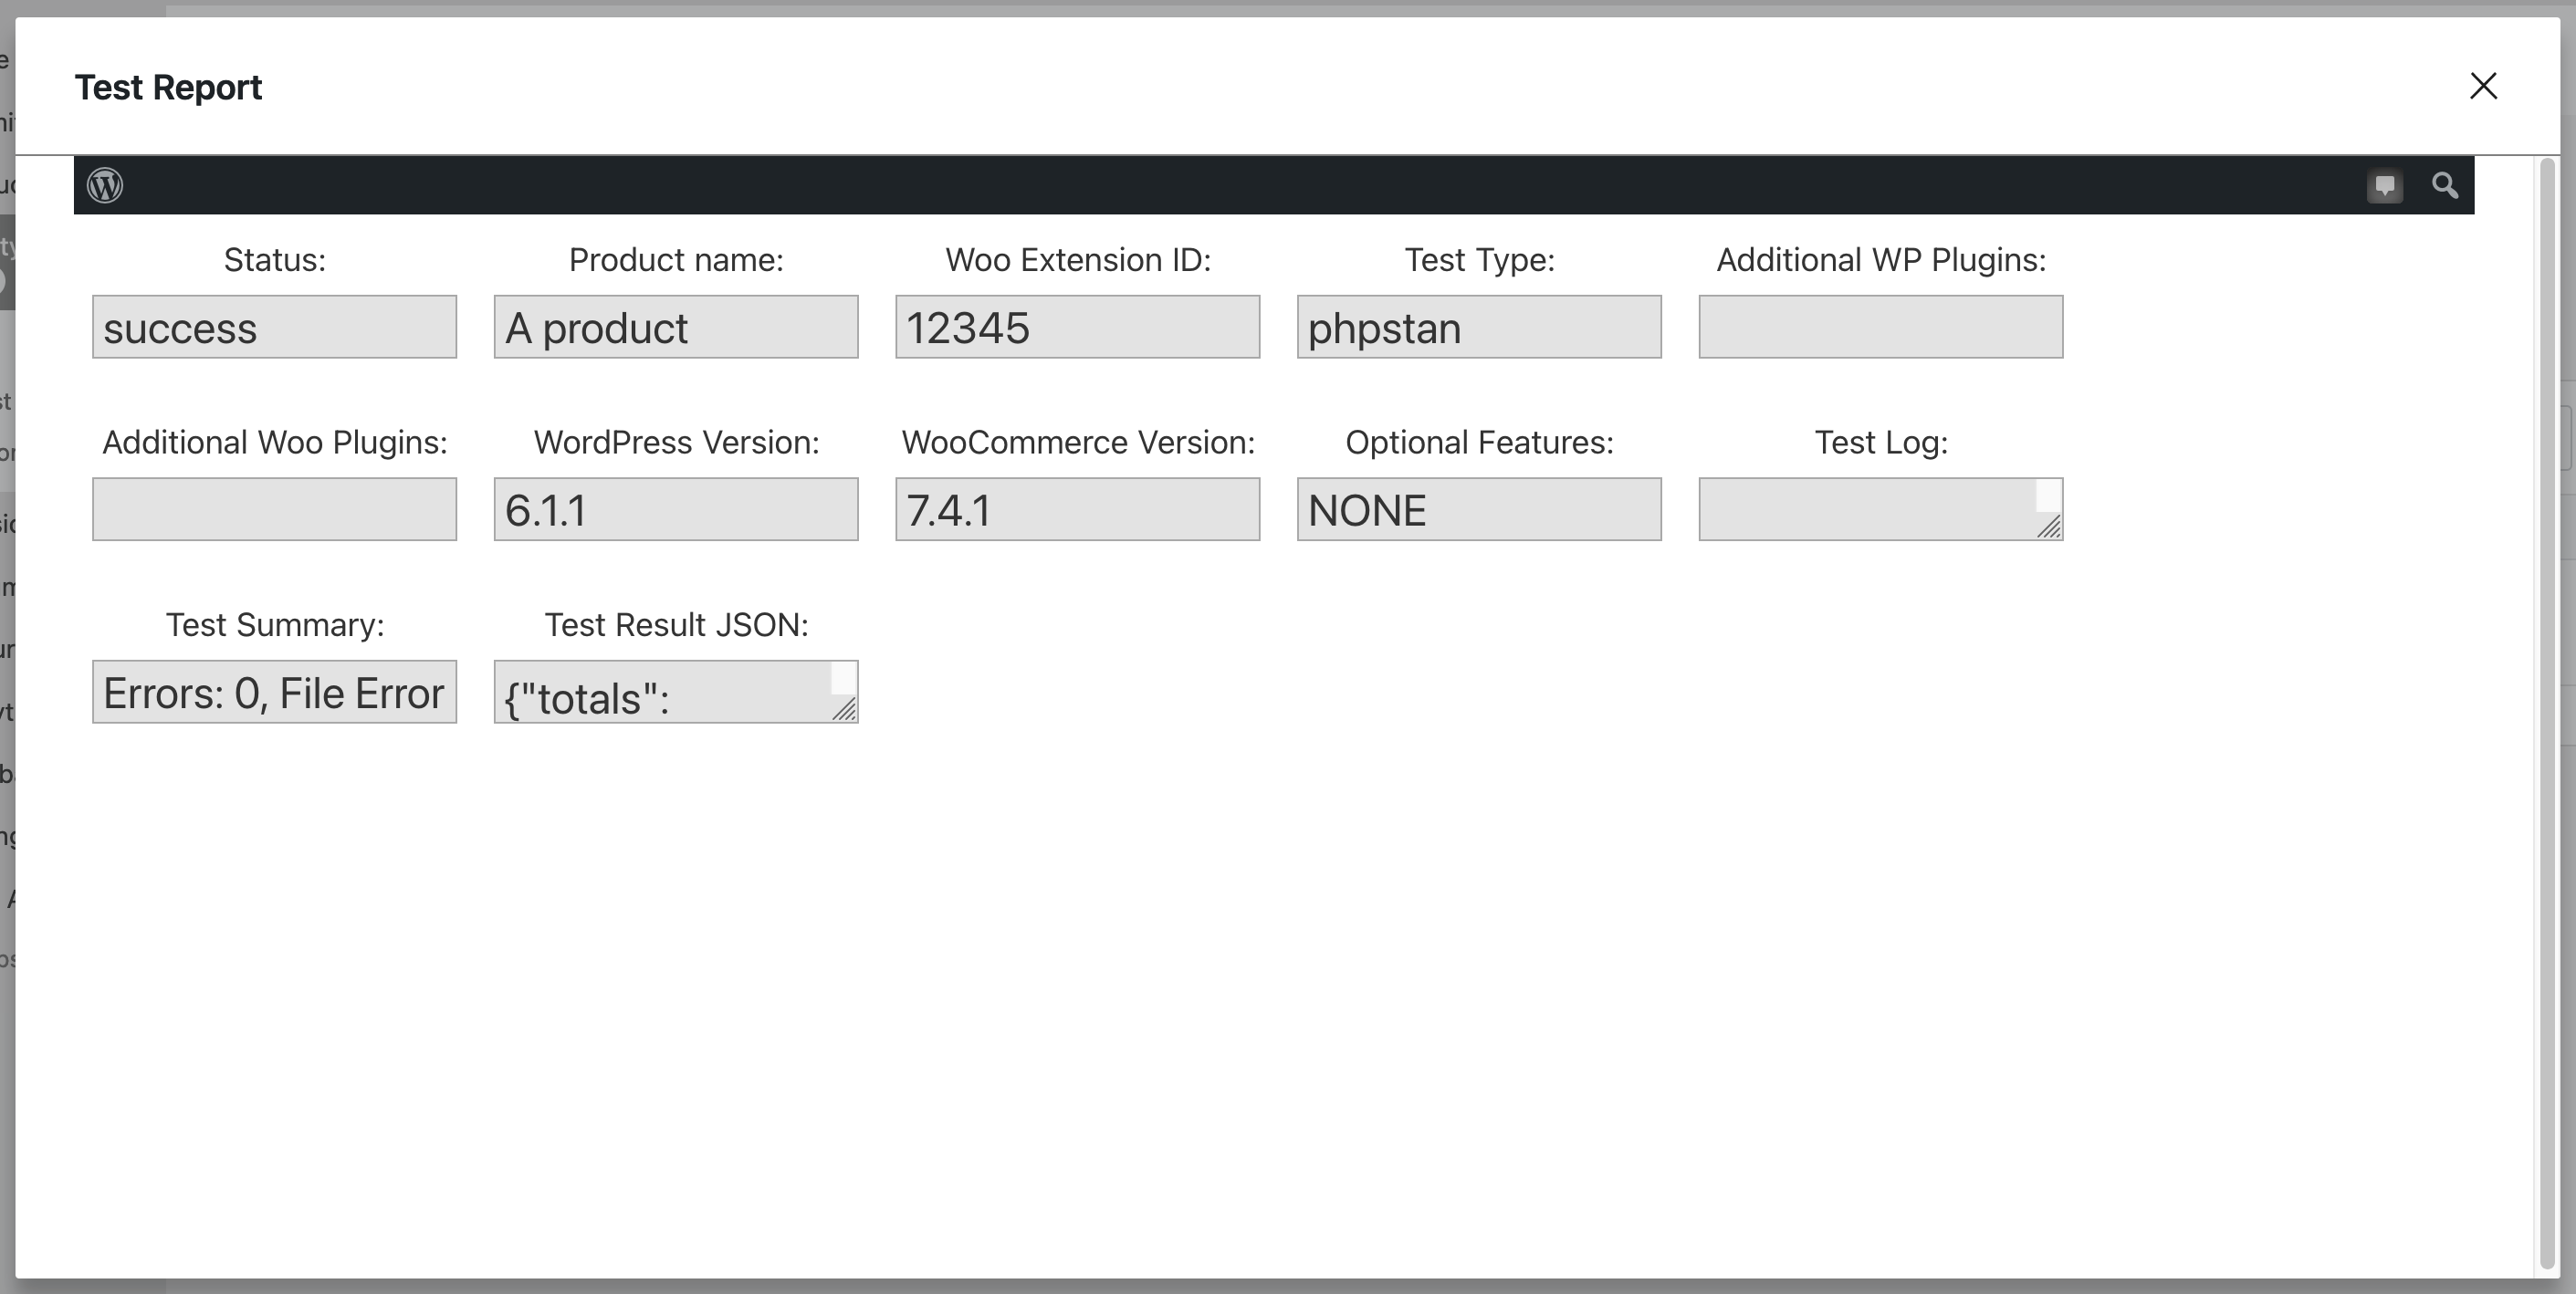 Test Report
Status:
Product name:
Woo Extension ID:
Test Type:
Additional WP Plugins:
success
A product
12345
phpstan
Additional Woo Plugins:
WordPress Version:
WooCommerce Version:
Optional Features:
Test Log:
6.1.1
7.4.1
NONE
Test Summary:
Test Result JSON:
Errors: 0, File Error
{"totals":